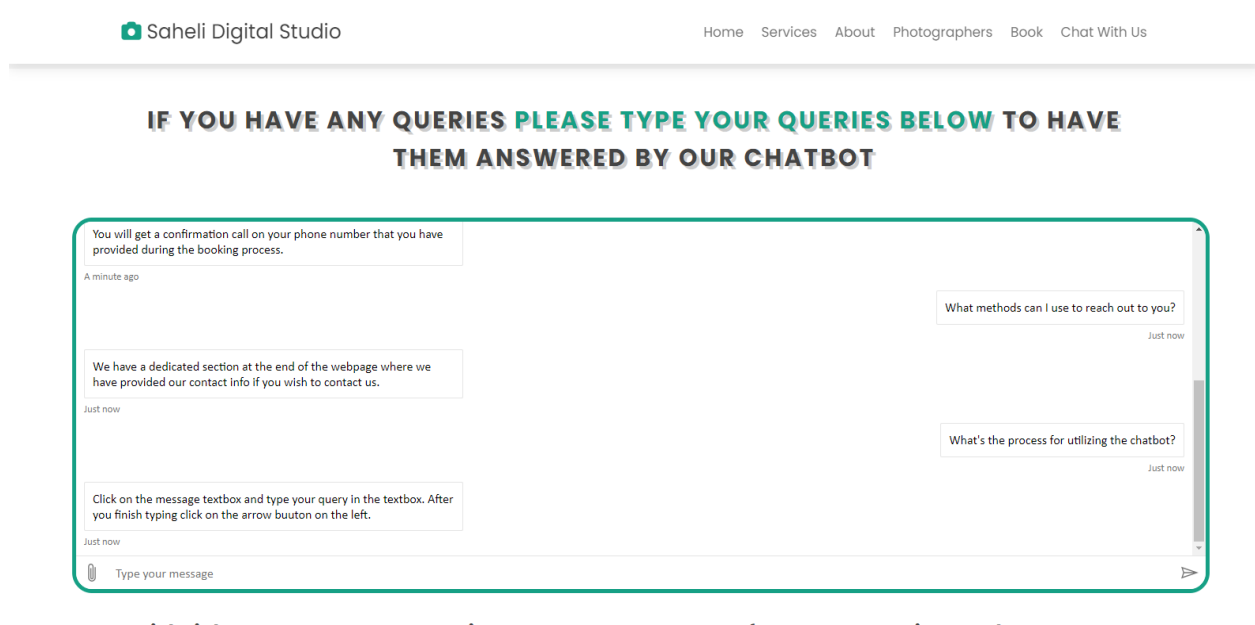 Saheli Digital Studio
Home Services About Photographers Book Chat With Us
IF YOU HAVE ANY QUERIES PLEASE TYPE YOUR QUERIES BELOW TO HAVE
THEM ANSWERED BY OUR CHATBOT
You will get a confirmation call on your phone number that you have
provided during the booking process.
A minute ago
What methods can I use to reach out to you?
Just now
We have a dedicated section at the end of the webpage where we
have provided our contact info if you wish to contact us.
Just now
What's the process for utilizing the chatbot?
Just now
Click on the message textbox and type your query in the textbox. After
you finish typing click on the arrow buuton on the left.
Just now
Type your message